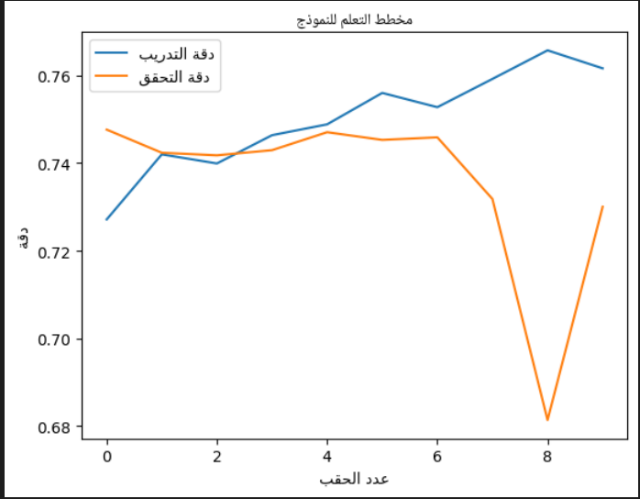 مخطط التعلم للنموذج
دقة التدريب
دقة التحقق
0.76
0.74
0.72
0.70
0.68
دقة
0 2 4 6 8
عدد الحقب